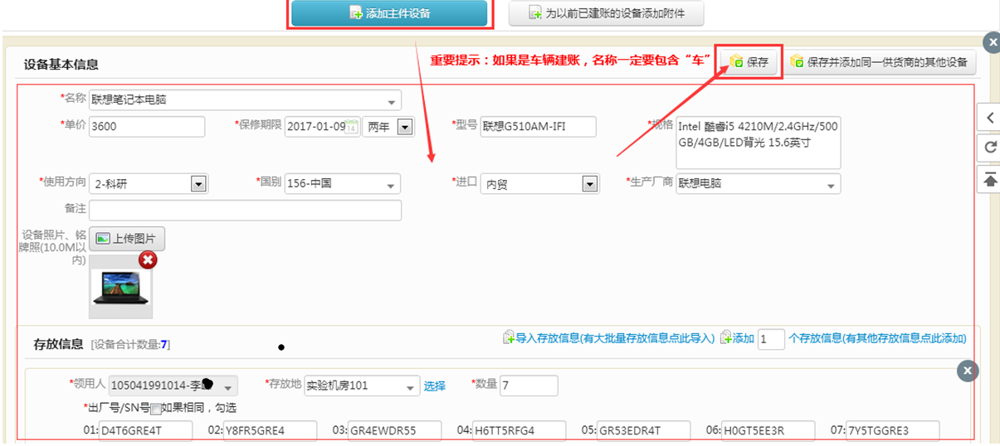 添加主件设备 为以前已建账的设备添加附件
设备基本信息 重要提示：如果是车辆建账，名称一定要包含“车” 保存 保存并添加同一供货商的其他设备
*名称 联想笔记本电脑
*单价 3600 *保修期限 2017-01-09 14 两年 *型号 联想G510AM-IFI *规格 Intel 酷睿i5 4210M/2.4GHz/500
GB/4GB/LED背光 15.6英寸
*使用方向 2-科研 *国别 156-中国 *进口 内贸 *生产厂商 联想电脑
备注
设备照片、铭
牌照(10.0M以
内) 上传图片
存放信息 [设备合计数量:7] 导入存放信息(有大批量存放信息点此导入) 添加 1 个存放信息(有其他存放信息点此添加)
*领用人 105041991014-李 *存放地 实验机房101 选择 *数量 7
*出厂号/SN号 如果相同，勾选
01: D4T6GRE4T 02: Y8FR5GRE4 03: GR4EWDR55 04: H6TT5RFG4 05: GR53EDR4T 06: H0GT5EE3R 07: 7Y5TGGRE3